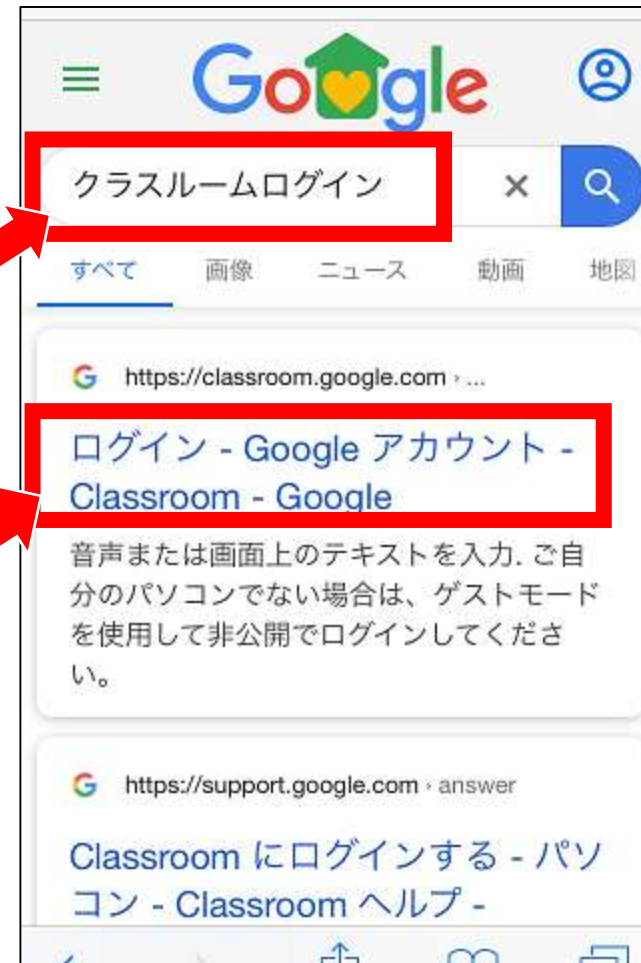 Google
クラスルームログイン
すべて 画像 ニュース 動画 地図
G https://classroom.google.com › ...
ログイン - Google アカウント -
Classroom - Google
音声または画面上のテキストを入力. ご自
分のパソコンでない場合は、ゲストモード
を使用して非公開でログインしてくださ
い。
G https://support.google.com › answer
Classroom にログインする - パソ
コン - Classroom ヘルプ -